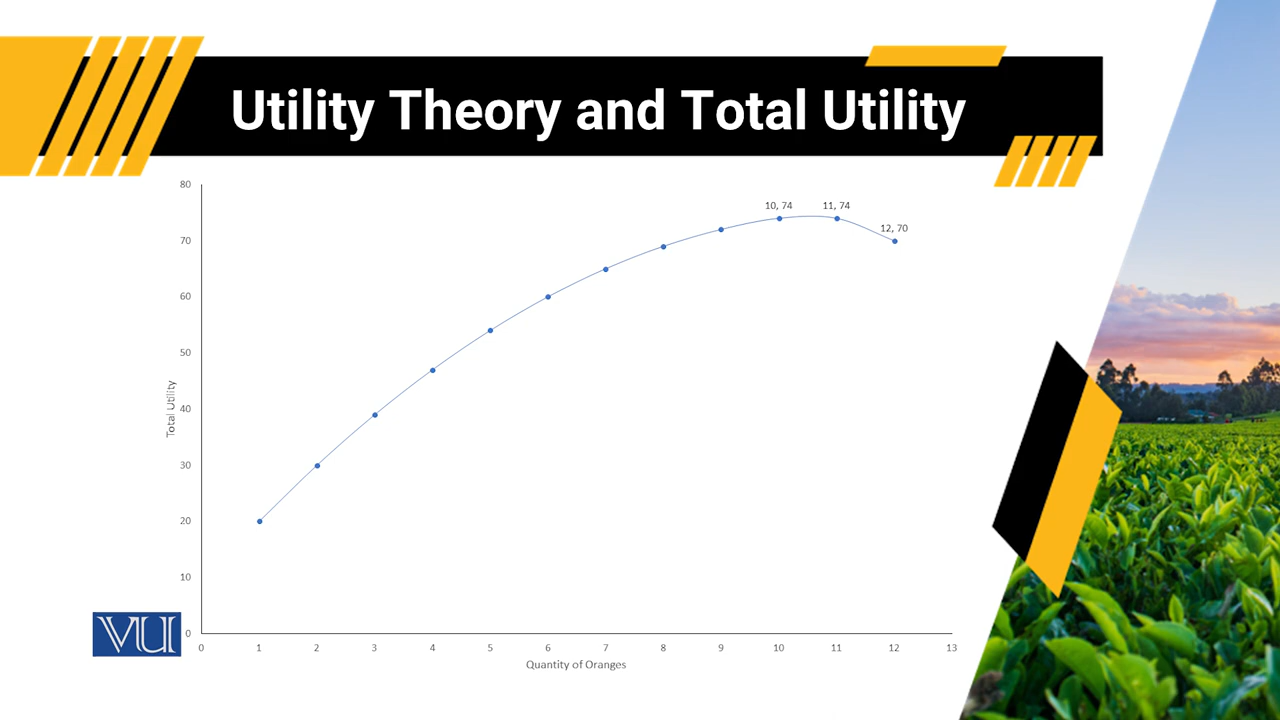 Utility Theory and Total Utility
80
70
60
50
40
30
20
10
0
Total Utility
10, 74
11, 74
12, 70
0 1 2 3 4 5 6 7 8 9 10 11 12 13
Quantity of Oranges
VU